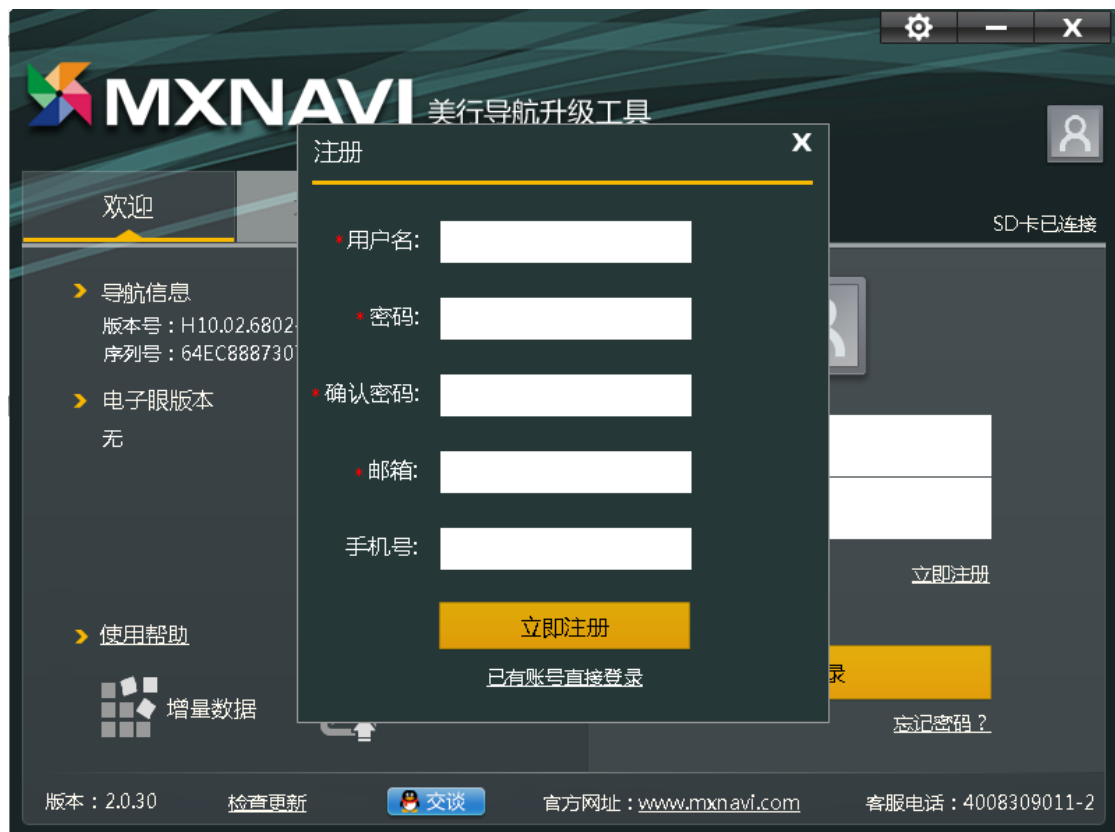 MXNAVI 美行导航升级工具
注册
X
欢迎
SD卡已连接
*用户名:
*密码:
*确认密码:
*邮箱:
手机号:
立即注册
已有账号直接登录
导航信息
版本号：H10.02.6802
序列号：64EC888730
电子眼版本
无
使用帮助
增量数据
立即注册
录
忘记密码？
版本：2.0.30
检查更新
交谈
官方网址：www.mxnavi.com
客服电话：4008309011-2